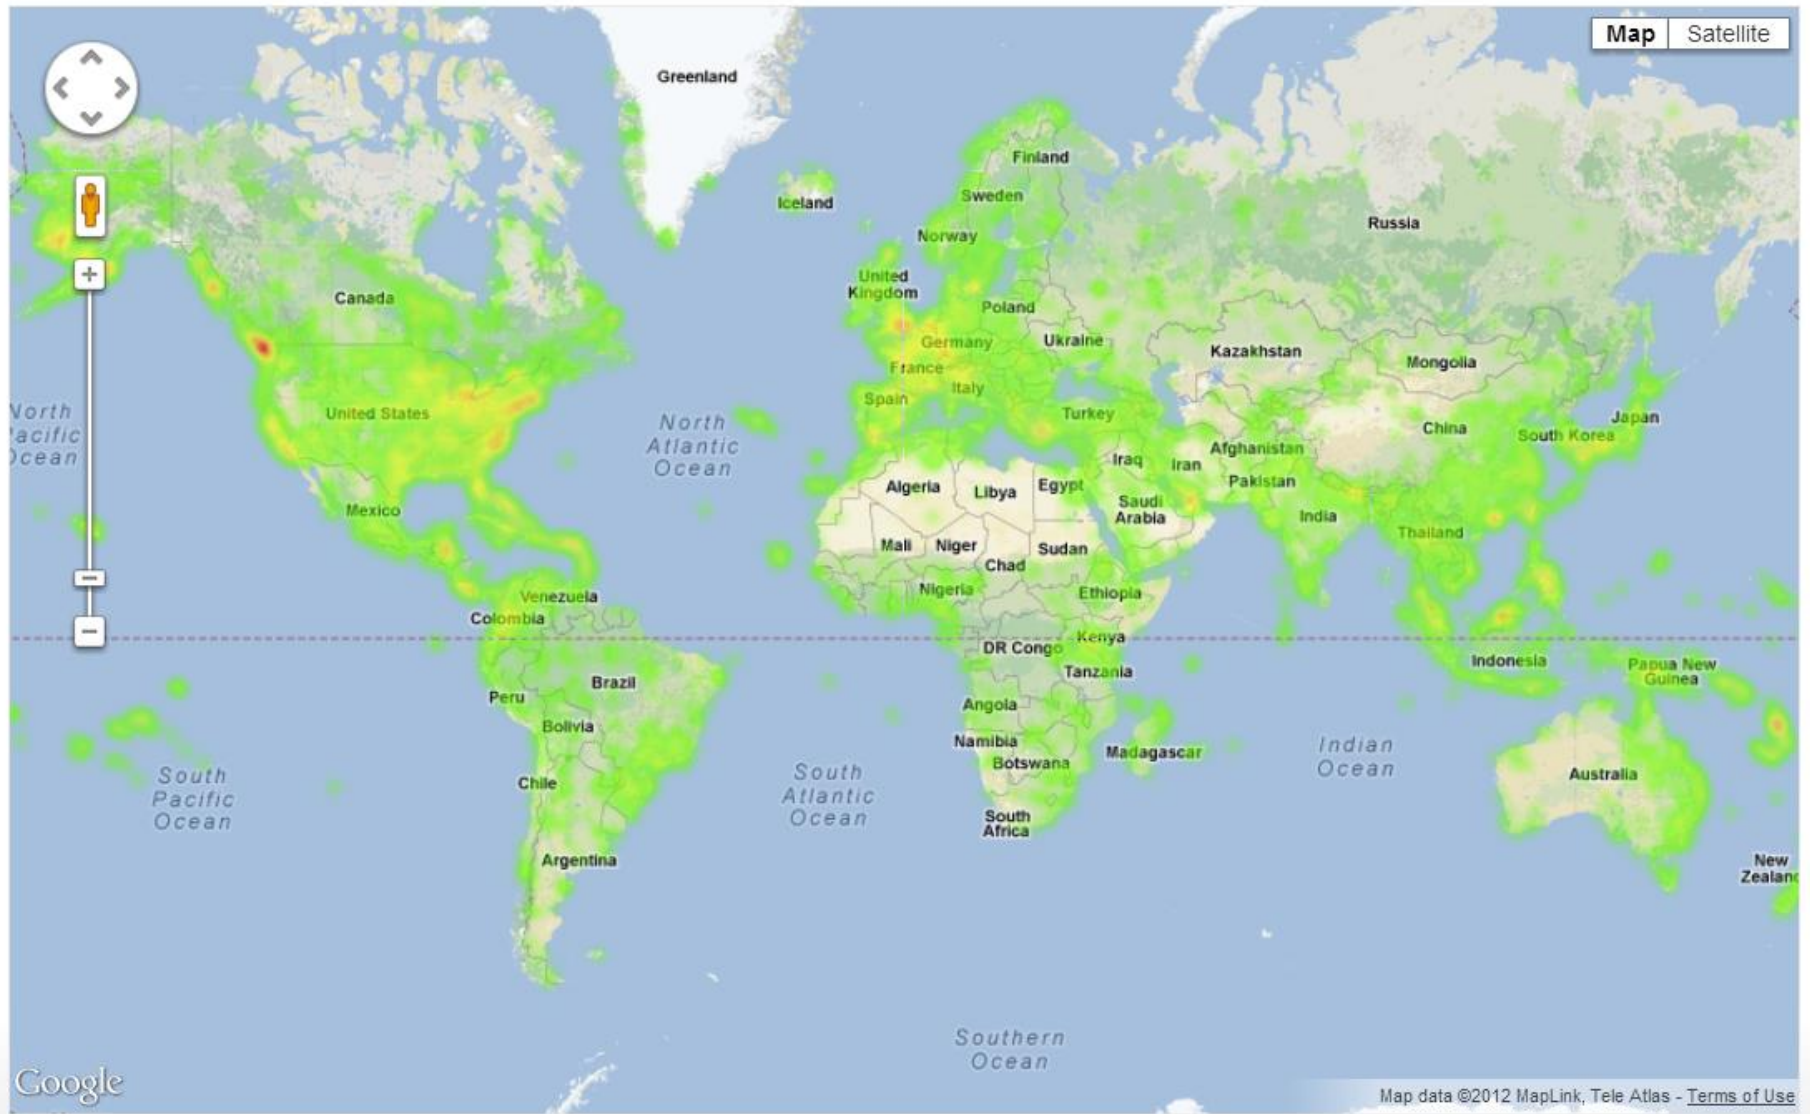 Map Satellite
Greenland
Finland
Iceland
Sweden
Russia
Norway
United
Kingdom
Canada
Poland
Ukraine
Germany
Kazakhstan
Mongolia
France
Italy
Spain
United States
Turkey
North
Atlantic
Ocean
North
acific
Ocean
Japan
China
South Korea
Afghanistan
Iraq
Iran
Pakistan
Algeria
Libya
Egypt
Saudi
Arabia
India
Mexico
Thailand
Mali
Niger
Sudan
Chad
Nigeria
Ethiopia
Venezuela
Colombia
Kenya
DR Congo
Indonesia
Papua New
Guinea
Tanzania
Brazil
Peru
Angola
Bolivia
Namibia
Madagascar
Botswana
Indian
Ocean
Australia
South
Pacific
Ocean
Chile
South
Atlantic
Ocean
South
Africa
Argentina
New
Zealand
Southern
Ocean
Google
Map data ©2012 MapLink, Tele Atlas - Terms of Use